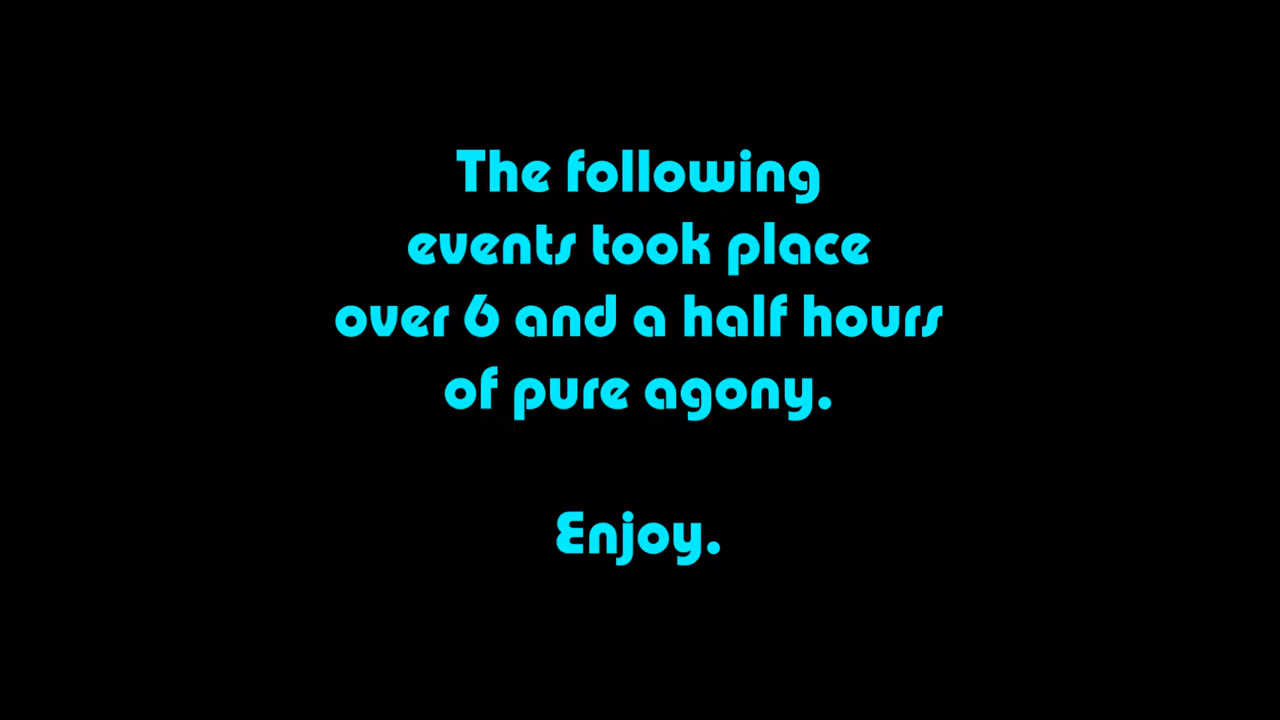 The following
events took place
over 6 and a half hours
of pure agony.
Enjoy.